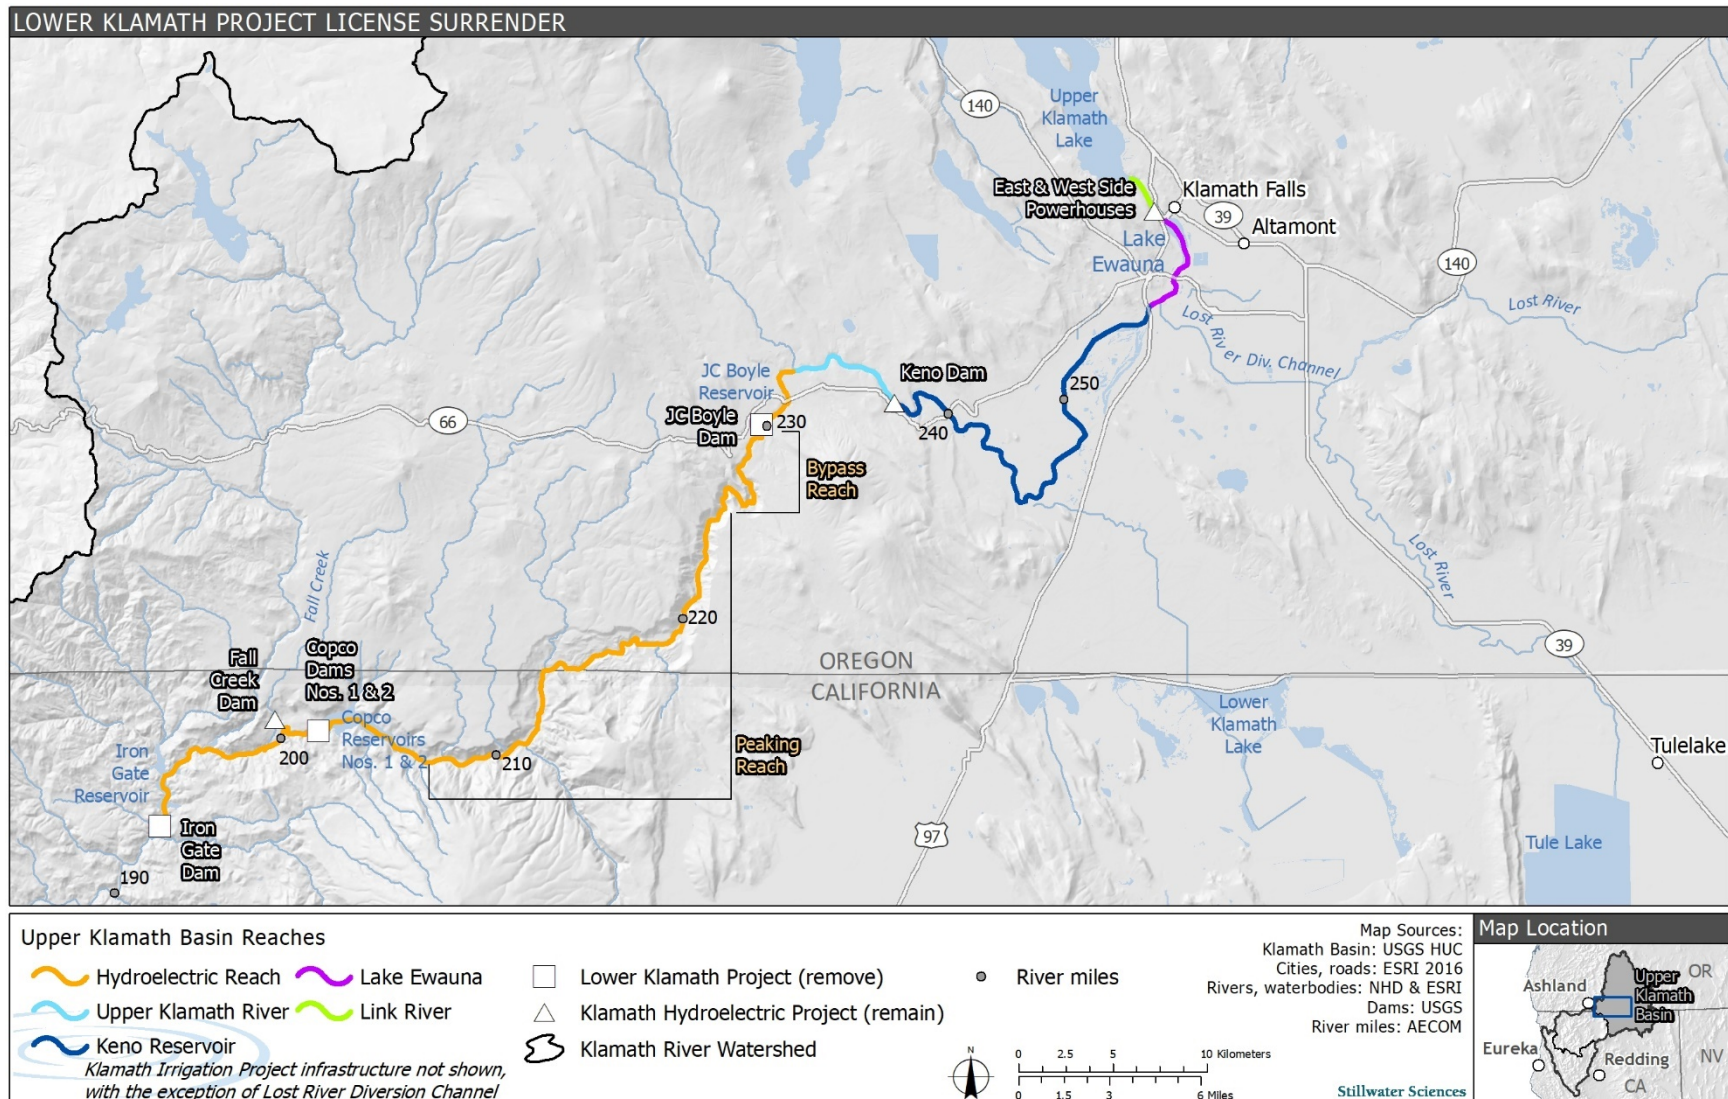 LOWER KLAMATH PROJECT LICENSE SURRENDER
140
Upper
Klamath
Lake
East & West Side
Powerhouses
Klamath Falls
39
Altamont
Lake
Ewauna
140
Lost River
Lost River Div. Channel
JC Boyle
Reservoir
Keno Dam
250
66
JC Boyle
Dam
230
240
Bypass
Reach
Lost River
Fall Creek
220
39
Fall
Creek
Dam
Copco
Dams
Nos. 1 & 2
OREGON
CALIFORNIA
Copco
Reservoirs
Nos. 1 & 2
Lower
Klamath
Lake
Iron
Gate
Reservoir
200
210
Peaking
Reach
Tulelake
Iron
Gate
Dam
97
Tule Lake
190
Upper Klamath Basin Reaches
Hydroelectric Reach
Lake Ewauna
Upper Klamath River
Link River
Keno Reservoir
Klamath Irrigation Project infrastructure not shown,
with the exception of Lost River Diversion Channel
Lower Klamath Project (remove)
Klamath Hydroelectric Project (remain)
Klamath River Watershed
River miles
N
0 2.5 5 10 Kilometers
0 1.5 3 6 Miles
Map Sources:
Klamath Basin: USGS HUC
Cities, roads: ESRI 2016
Rivers, waterbodies: NHD & ESRI
Dams: USGS
River miles: AECOM
Stillwater Sciences
Map Location
OR
Upper
Klamath
Basin
Ashland
Eureka
Redding
NV
CA